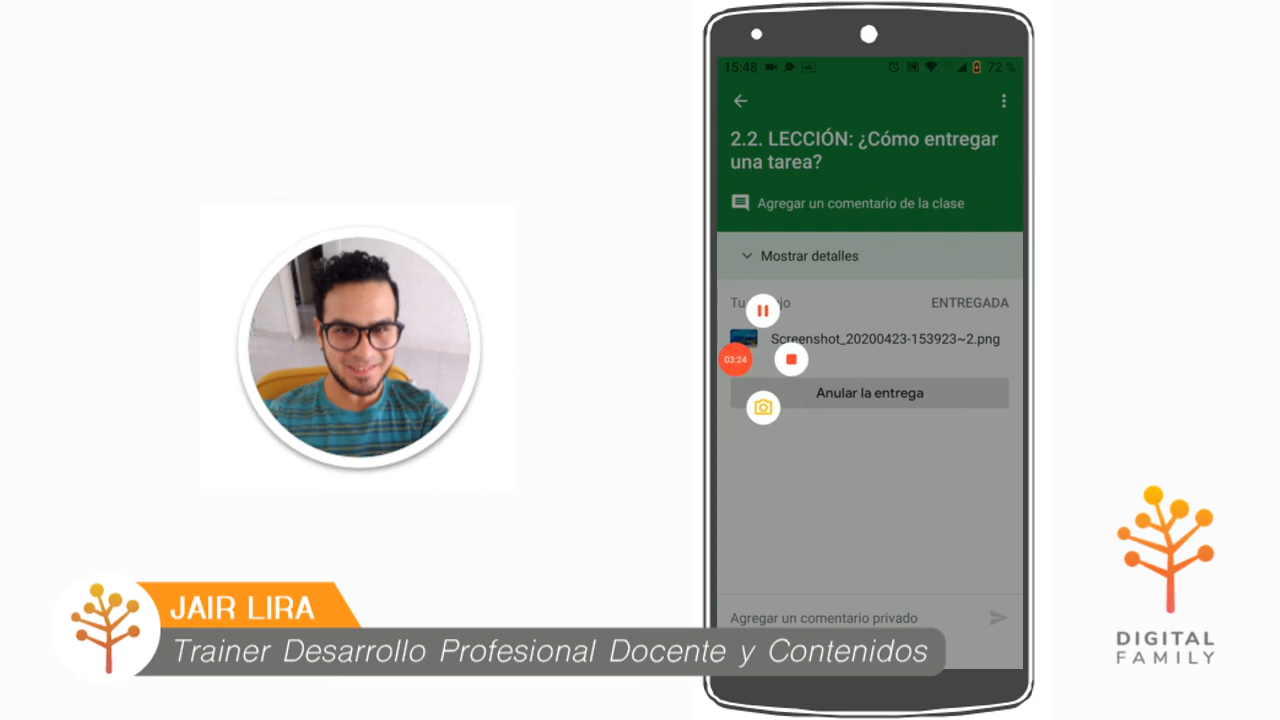 15:48
72 %
2.2. LECCIÓN: ¿Cómo entregar
una tarea?
Agregar un comentario de la clase
Mostrar detalles
ENTREGADA
Screenshot_20200423-153923~2.png
03:24
Anular la entrega
Agregar un comentario privado
JAIR LIRA
Trainer Desarrollo Profesional Docente y Contenidos
DIGITAL
FAMILY